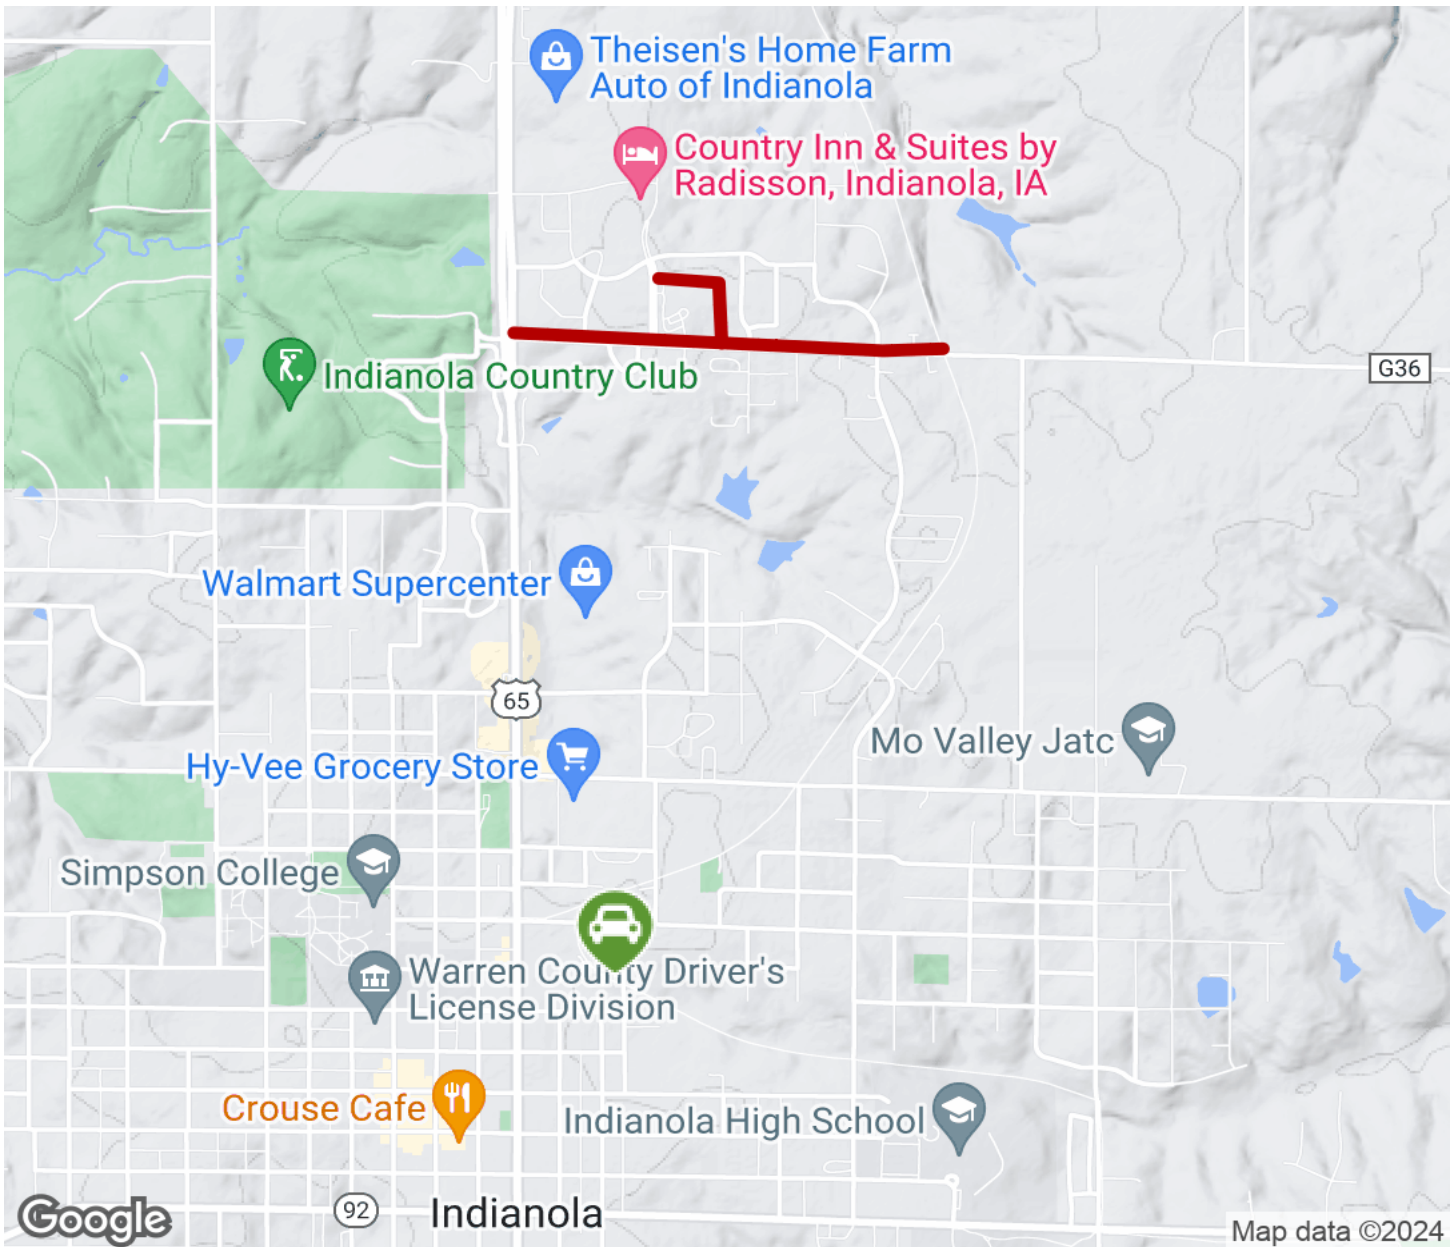 Theisen's Home Farm
Auto of Indianola
Country Inn & Suites by
Radisson, Indianola, IA
G36
Indianola Country Club
Walmart Supercenter
65
Mo Valley Jatc
Hy-Vee Grocery Store
Simpson College
Warren County Driver's
License Division
Crouse Cafe
Indianola High School
92
Indianola
Google
Map data ©2024